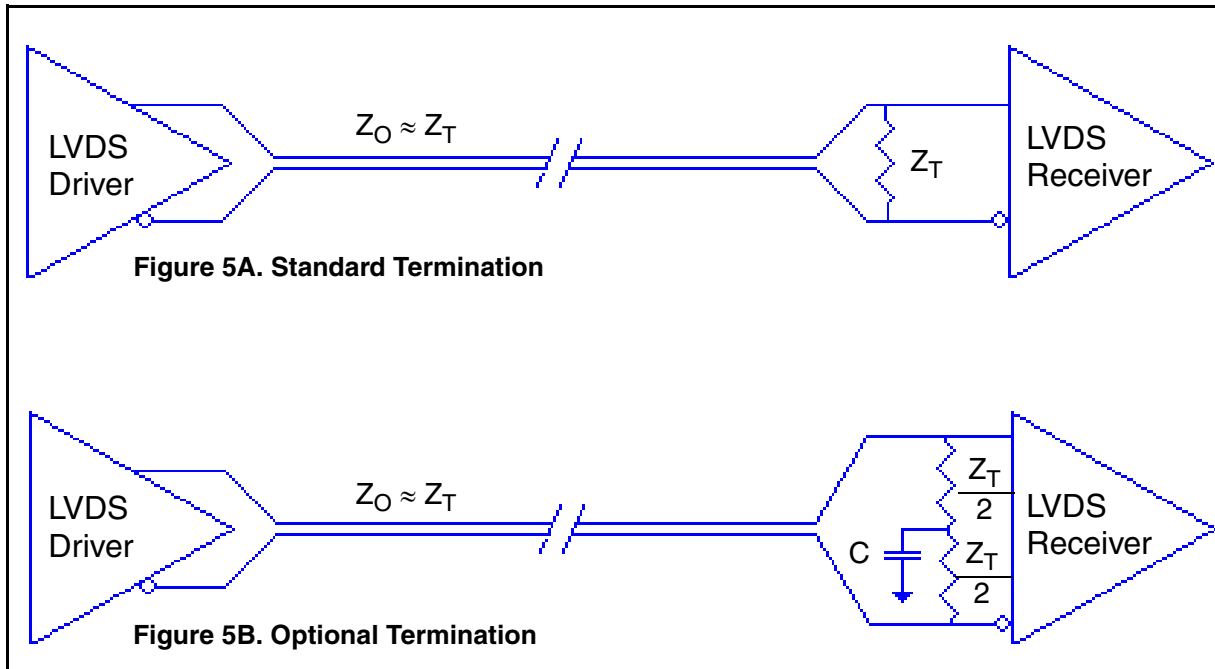 LVDS
Driver
Z_O ≈ Z_T
Z_T
LVDS
Receiver
Figure 5A. Standard Termination
LVDS
Driver
Z_O ≈ Z_T
C
Z_T
2
Z_T
2
LVDS
Receiver
Figure 5B. Optional Termination